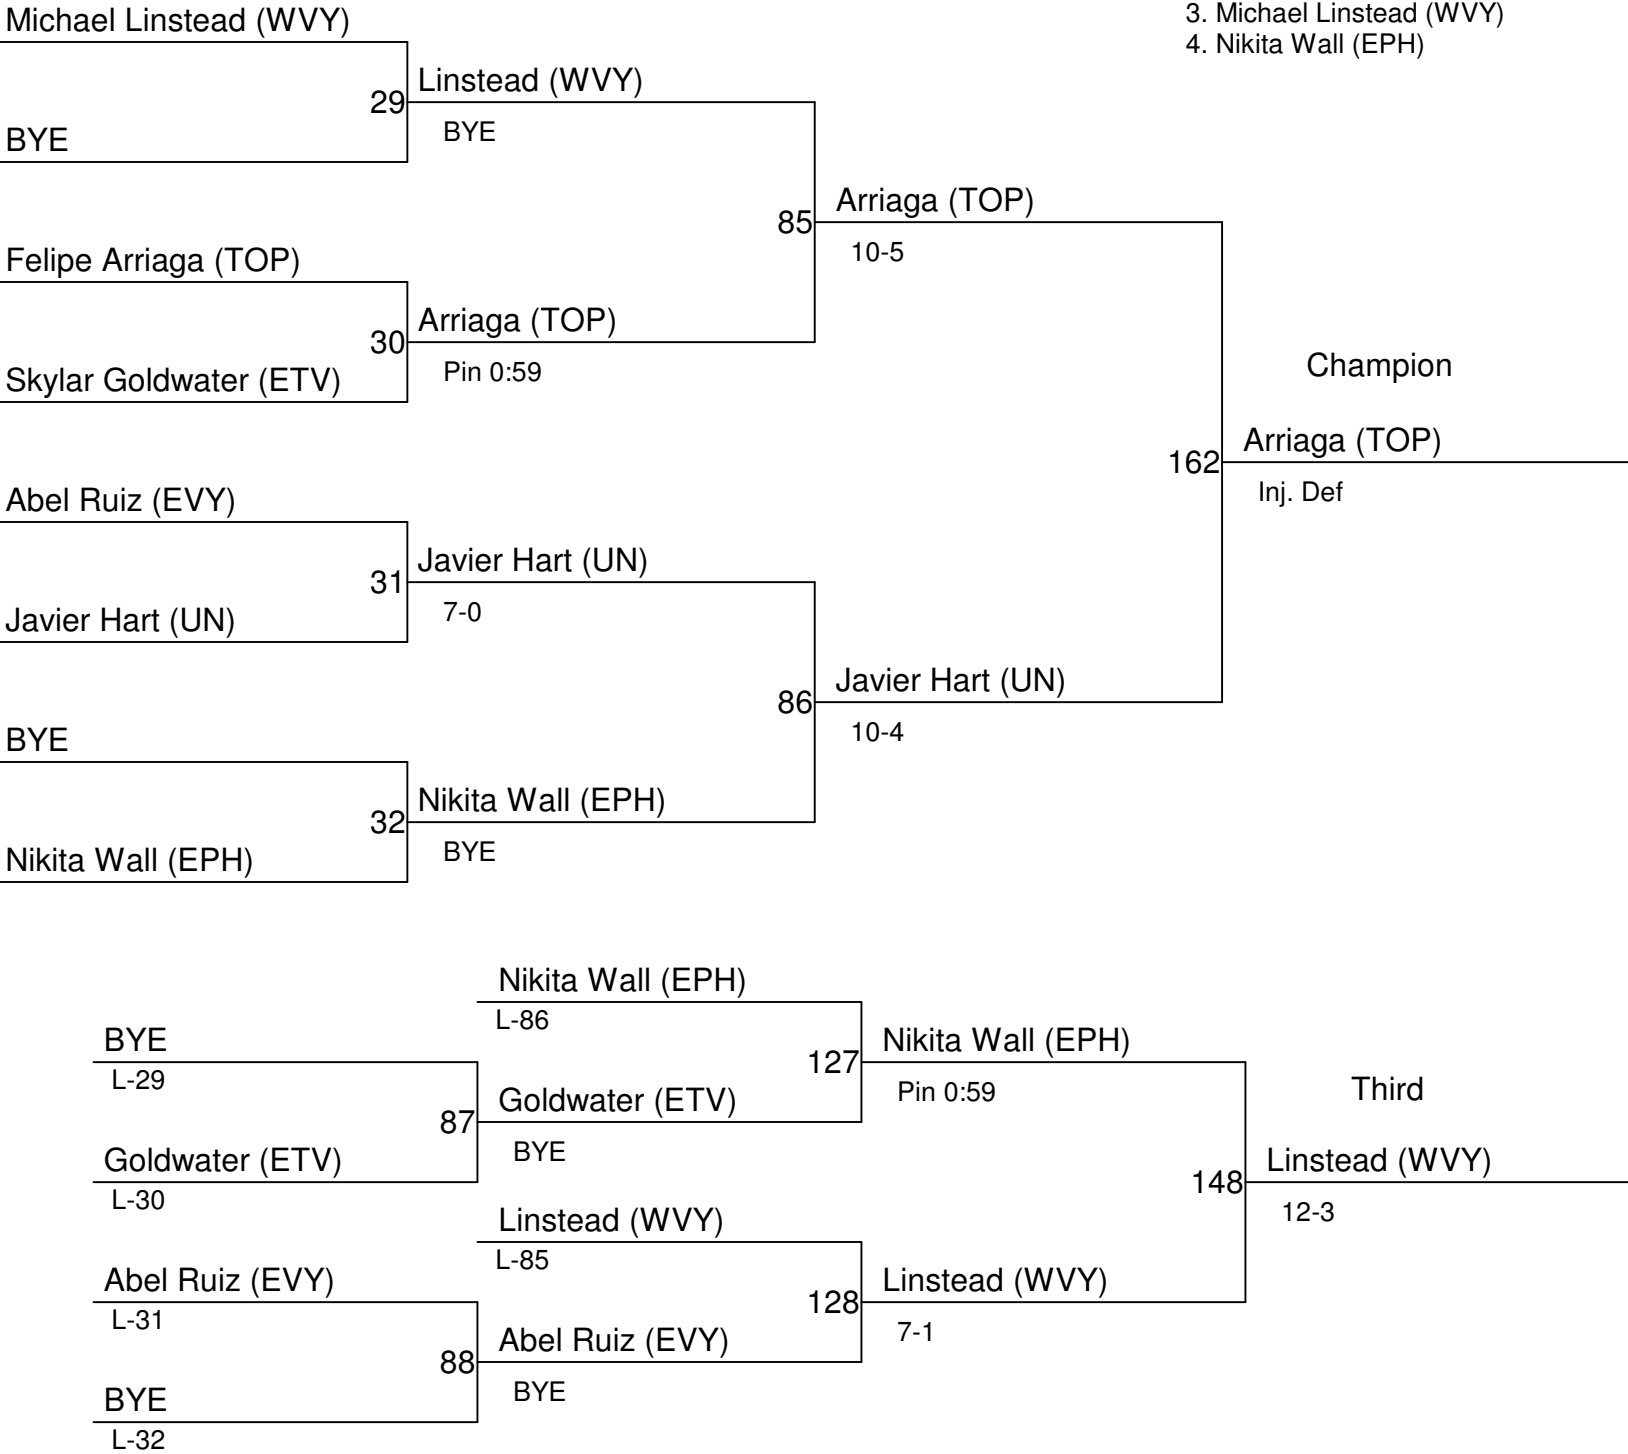 3. Michael Linstead (WVY)
4. Nikita Wall (EPH)
Michael Linstead (WVY)
29
BYE
Linstead (WVY)
BYE
Felipe Arriaga (TOP)
30
Skylar Goldwater (ETV)
Arriaga (TOP)
Pin 0:59
85
Arriaga (TOP)
10-5
Abel Ruiz (EVY)
31
Javier Hart (UN)
Javier Hart (UN)
7-0
BYE
32
Nikita Wall (EPH)
Nikita Wall (EPH)
BYE
86
Javier Hart (UN)
10-4
162
Champion
Arriaga (TOP)
Inj. Def
BYE
L-29
87
Goldwater (ETV)
L-30
Nikita Wall (EPH)
L-86
127
Goldwater (ETV)
BYE
Nikita Wall (EPH)
Pin 0:59
Abel Ruiz (EVY)
L-31
88
BYE
L-32
Linstead (WVY)
L-85
128
Abel Ruiz (EVY)
BYE
Linstead (WVY)
7-1
148
Third
Linstead (WVY)
12-3